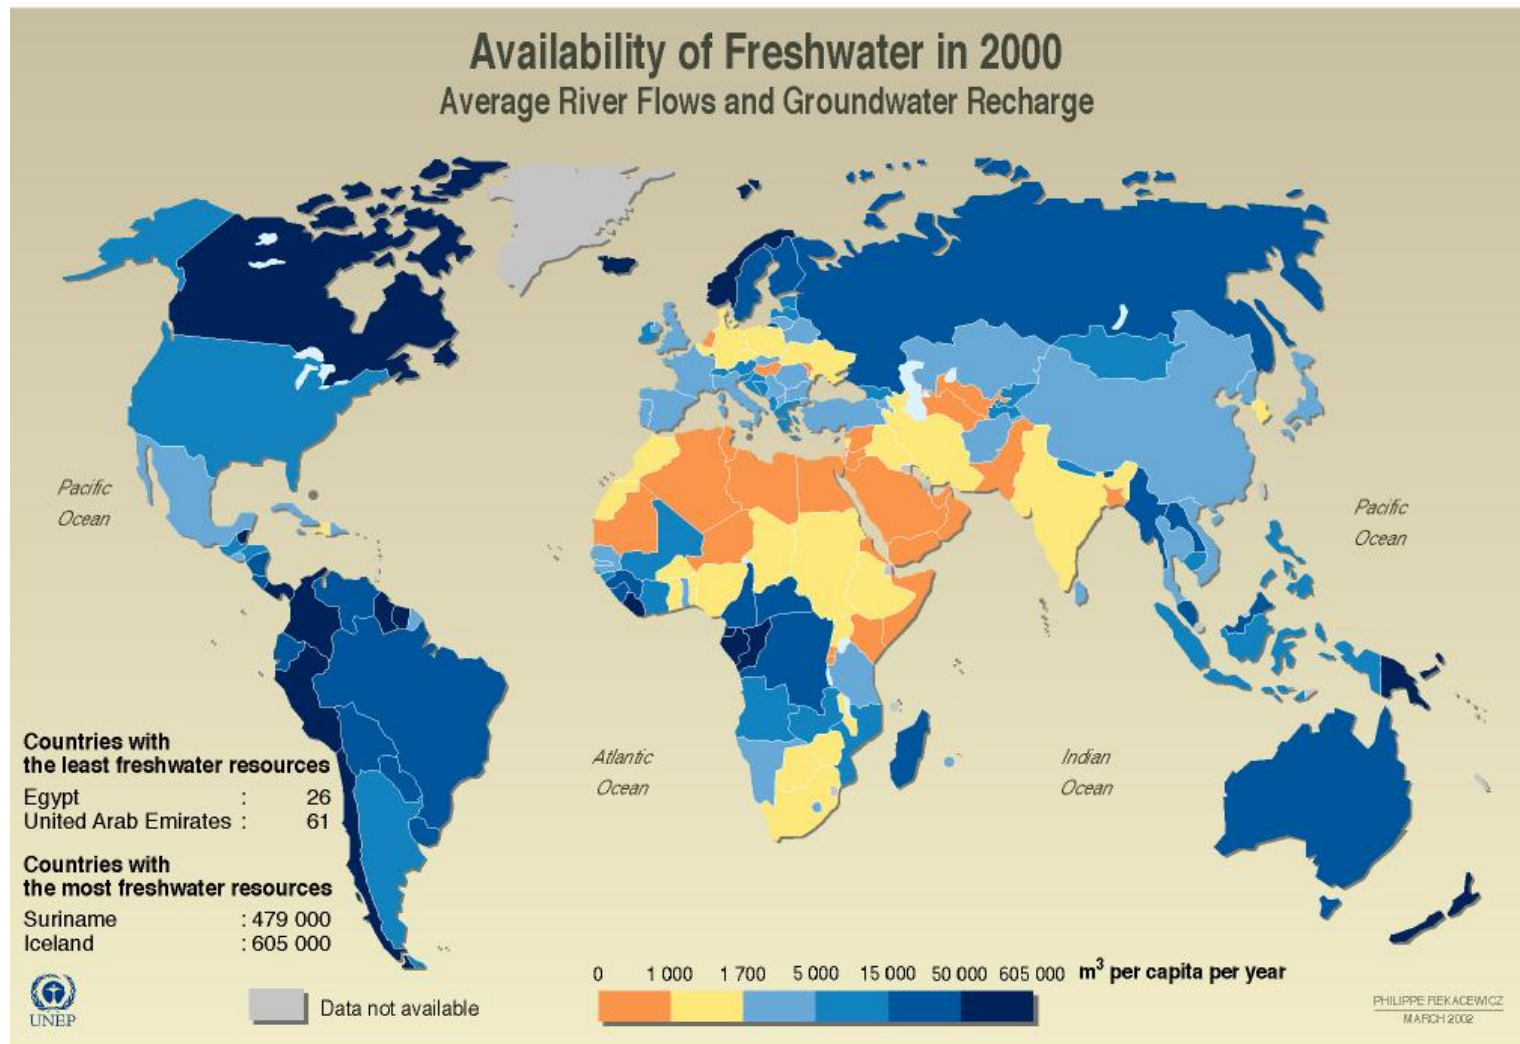 Availability of Freshwater in 2000
Average River Flows and Groundwater Recharge
Pacific
Ocean
Pacific
Ocean
Atlantic
Ocean
Indian
Ocean
Countries with
the least freshwater resources
Egypt : 26
United Arab Emirates : 61
Countries with
the most freshwater resources
Suriname : 479 000
Iceland : 605 000
0 1 000 1 700 5 000 15 000 50 000 605 000 m³ per capita per year
Data not available
UNEP
PHILIPPE REKACEWICZ
MARCH 2002